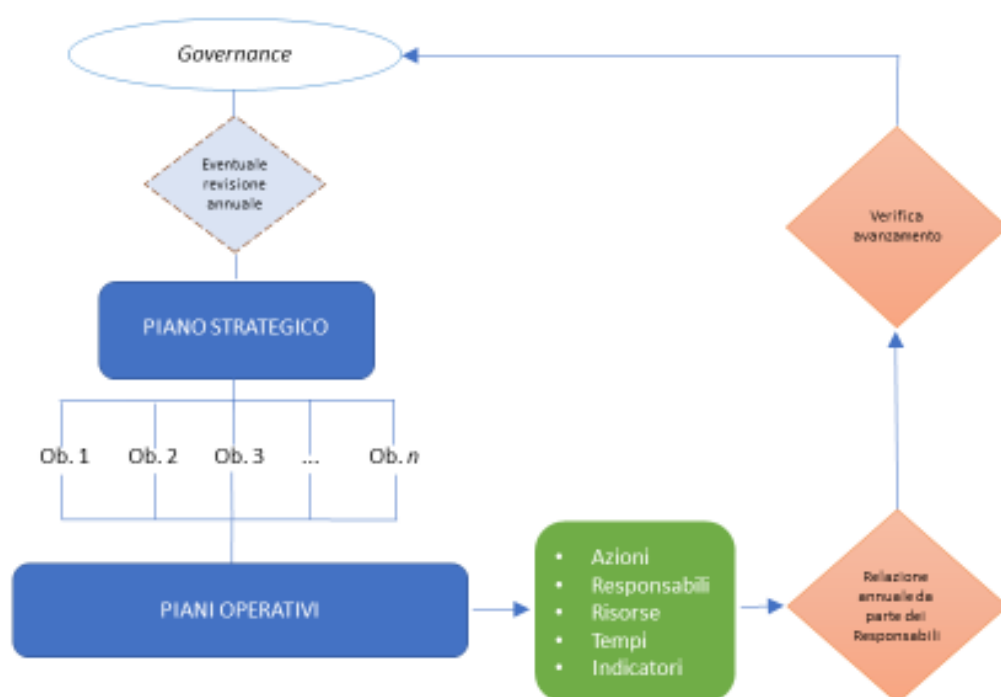 Governance
Eventuale
revisione
annuale
PIANO STRATEGICO
Ob. 1
Ob. 2
Ob. 3
...
Ob. n
PIANI OPERATIVI
• Azioni
• Responsabili
• Risorse
• Tempi
• Indicatori
Relazione
annuale da
parte dei
Responsabili
Verifica
avanzamento